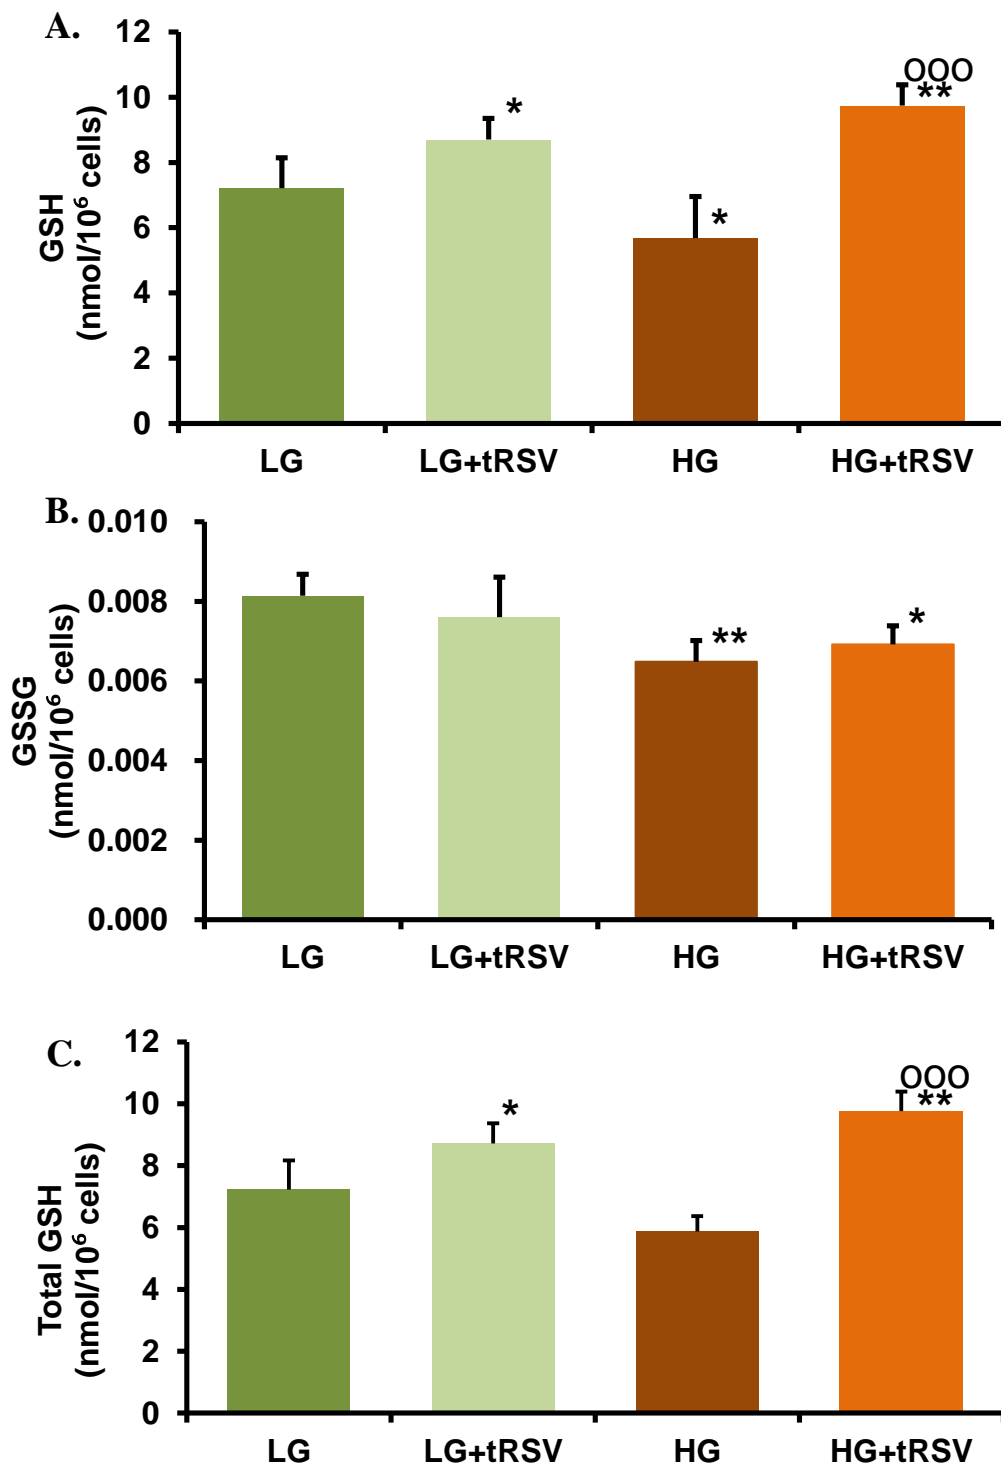 A.
12
10
8
6
4
2
0
GSH
(nmol/10⁶ cells)
*
*
OOO
**
LG LG+tRSV HG HG+tRSV
B.
0.010
0.008
0.006
0.004
0.002
0.000
GSSG
(nmol/10⁶ cells)
**
*
LG LG+tRSV HG HG+tRSV
C.
12
10
8
6
4
2
0
Total GSH
(nmol/10⁶ cells)
*
OOO
**
LG LG+tRSV HG HG+tRSV